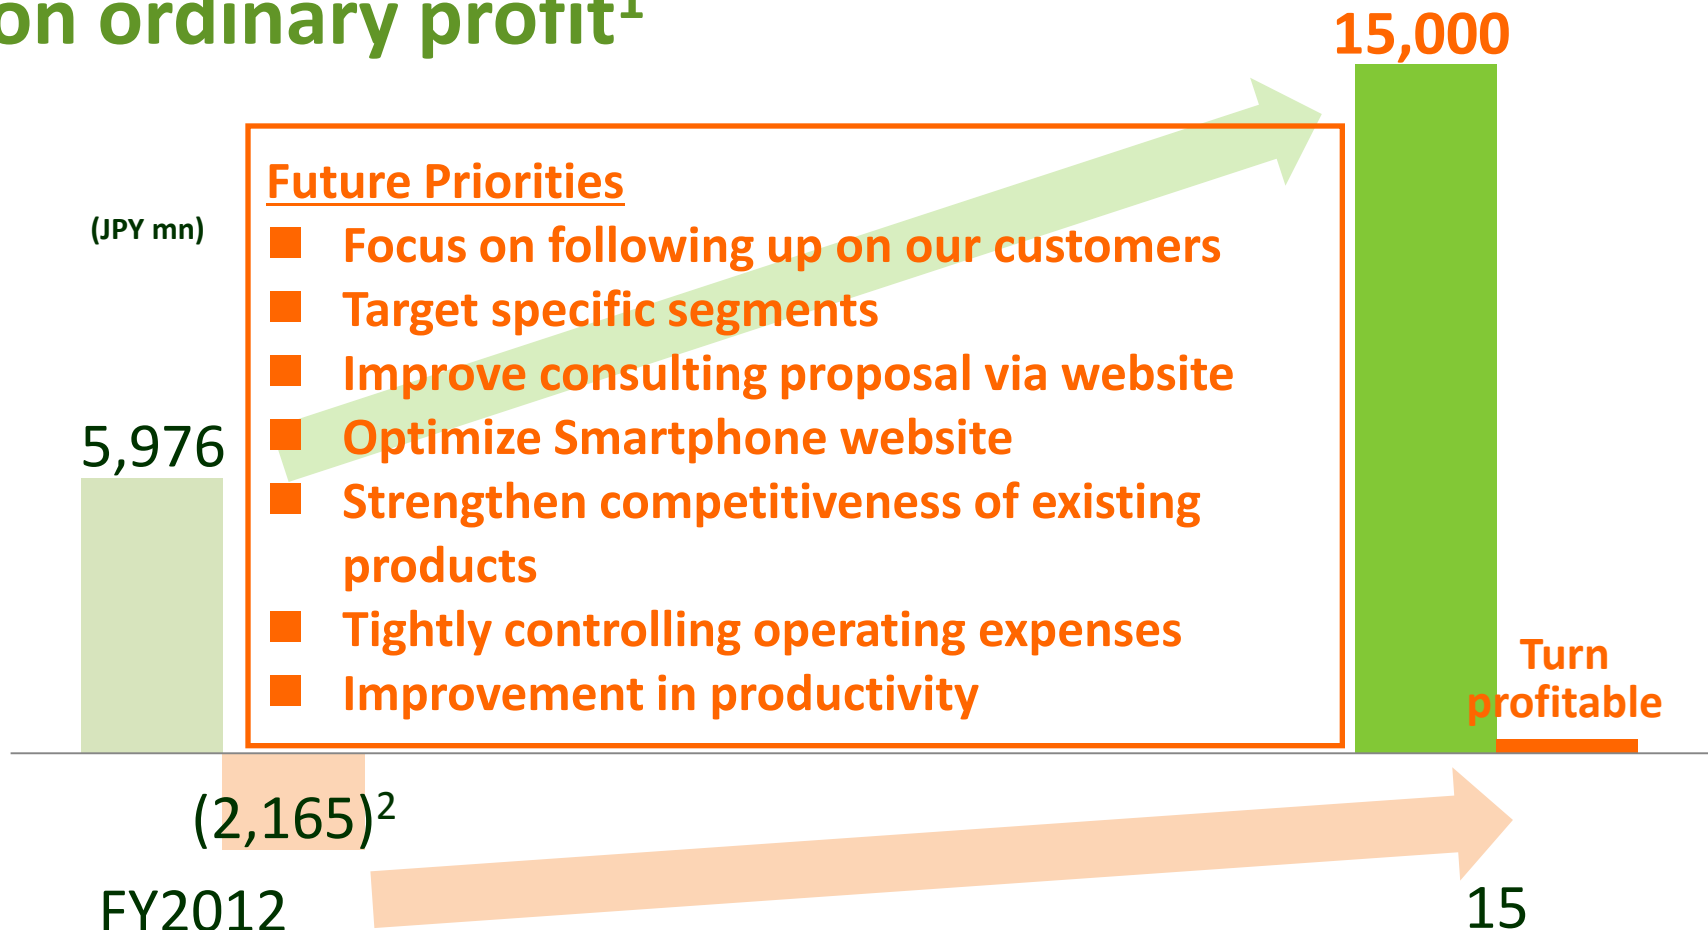 on ordinary profit1
15,000
(JPY mn)
Future Priorities
■ Focus on following up on our customers
■ Target specific segments
■ Improve consulting proposal via website
■ Optimize Smartphone website
■ Strengthen competitiveness of existing
products
■ Tightly controlling operating expenses
■ Improvement in productivity
5,976
Turn
profitable
(2,165)2
FY2012
15